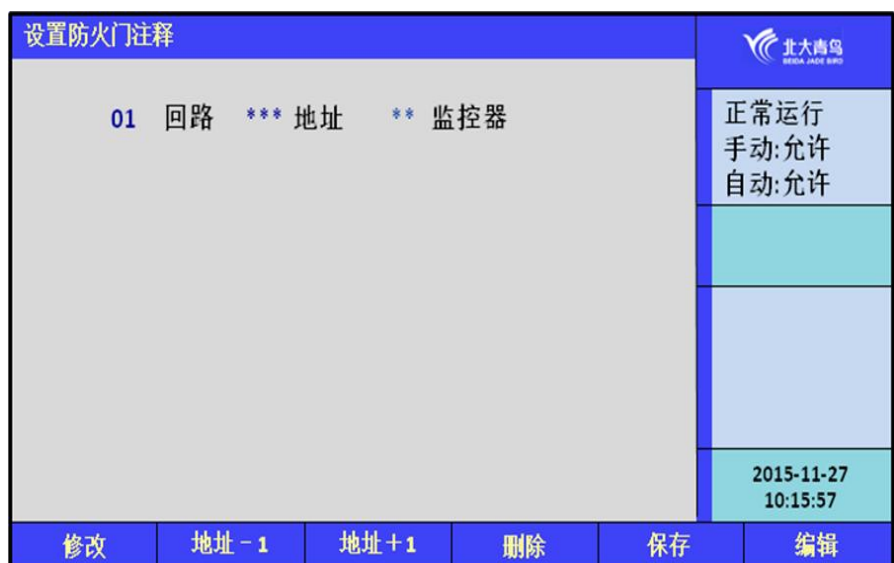 设置防火门注释
北大青鸟
BEIDA JADE BIRD
01 回路 *** 地址 ** 监控器
正常运行
手动:允许
自动:允许
2015-11-27
10:15:57
修改 地址-1 地址+1 删除 保存 编辑